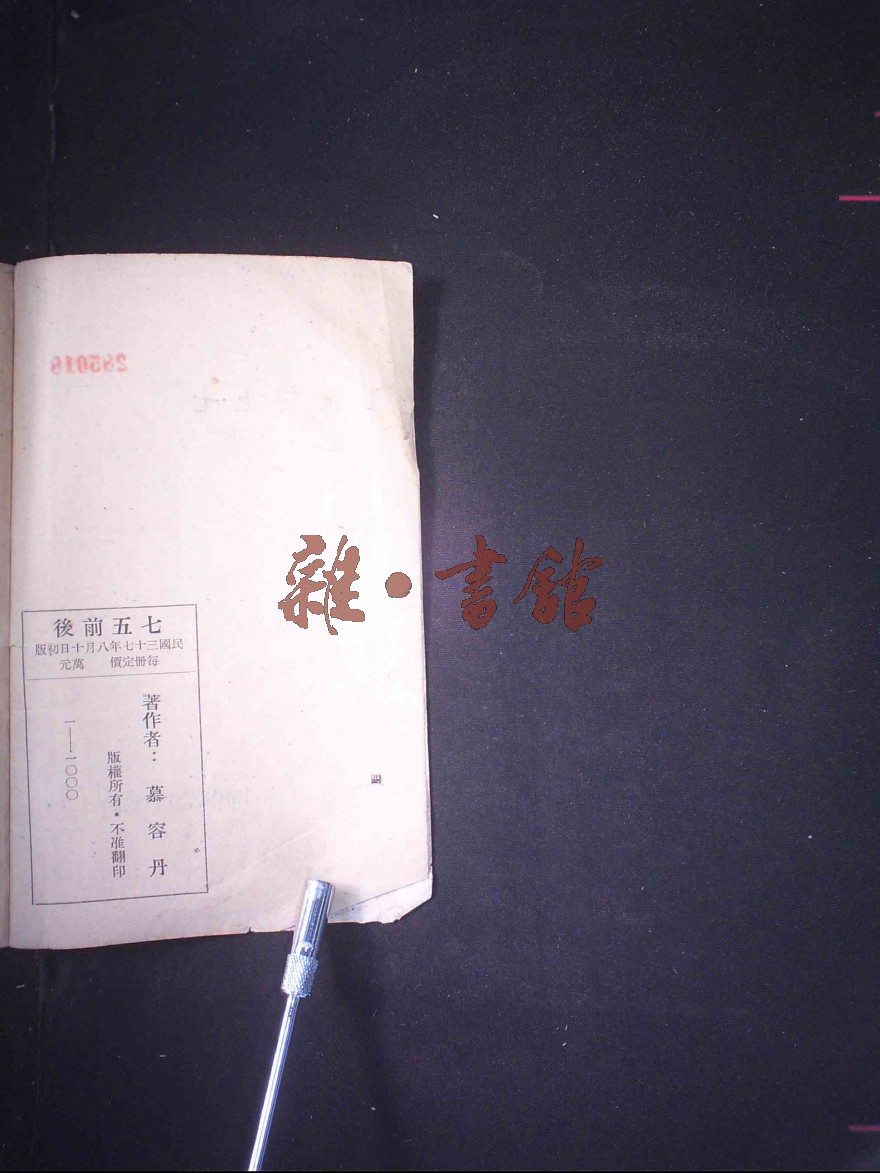 285016
雜•書館
後前五七
版初日十月八年七十三國民
元萬　價定冊每
著作者：慕容丹
版權所有•不准翻印
一——一〇〇〇
四